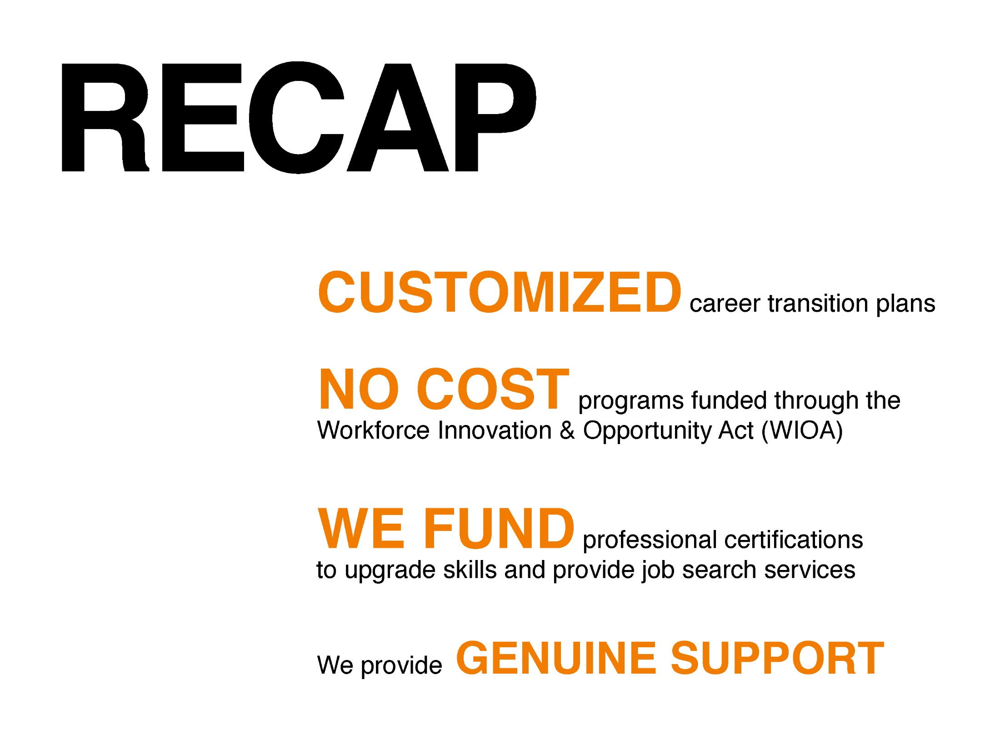 RECAP
CUSTOMIZED career transition plans
NO COST programs funded through the
Workforce Innovation & Opportunity Act (WIOA)
WE FUND professional certifications
to upgrade skills and provide job search services
We provide GENUINE SUPPORT